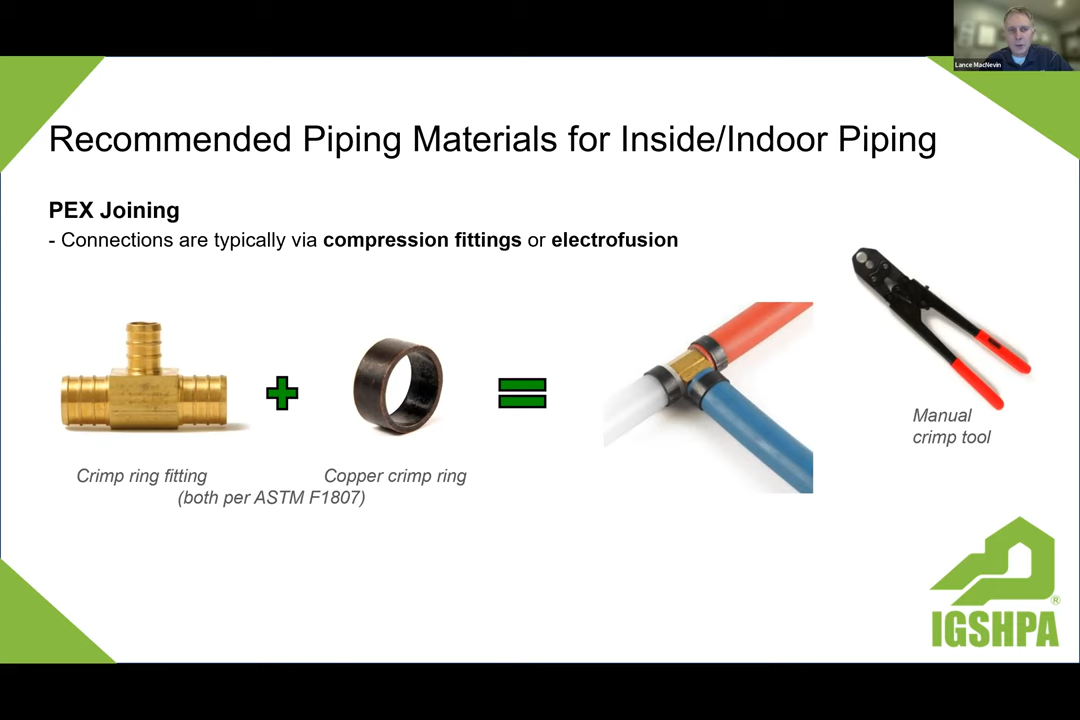 Lance MacNevin
Recommended Piping Materials for Inside/Indoor Piping
PEX Joining
- Connections are typically via compression fittings or electrofusion
Manual
crimp tool
Crimp ring fitting
Copper crimp ring
(both per ASTM F1807)
®
IGSHPA